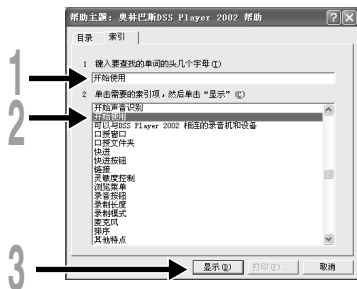 帮助主题: 奥林巴斯DSS Player 2002 帮助
目录 索引
1 键入要查找的单词的头几个字母(T)
开始使用
2 单击需要的索引项，然后单击“显示”(C)
开始声音识别
开始使用
可以与DSS Player 2002 相连的录音机和设备
口授窗口
口授文件夹
快进
快进按钮
链接
灵敏度控制
浏览菜单
录音按钮
录制长度
录制模式
麦克风
排序
其他特点
显示(D) 打印(P)... 取消
1
2
3